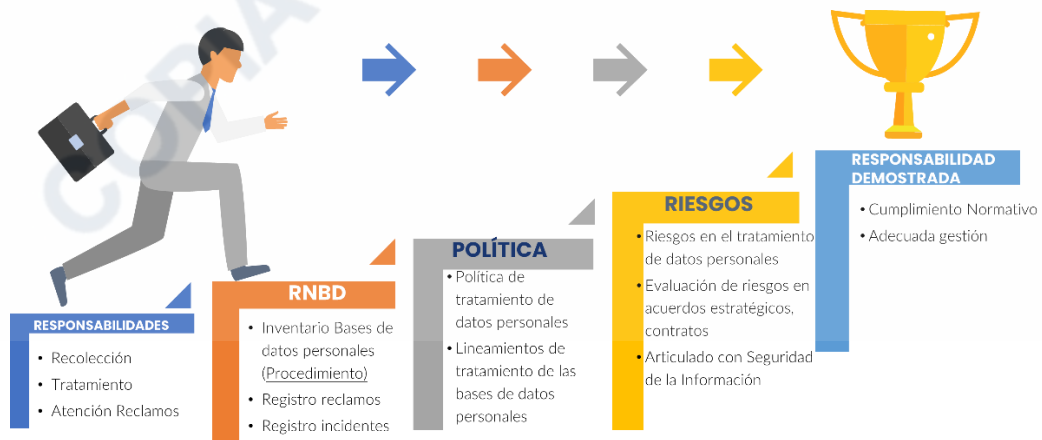 COPIA
RESPONSABILIDADES
• Recolección
• Tratamiento
• Atención Reclamos
RNBD
• Inventario Bases de
datos personales
(Procedimiento)
• Registro reclamos
• Registro incidentes
POLÍTICA
• Política de
tratamiento de
datos personales
• Lineamientos de
tratamiento de las
bases de datos
personales
RIESGOS
• Riesgos en el tratamiento
de datos personales
• Evaluación de riesgos en
acuerdos estratégicos,
contratos
• Articulado con Seguridad
de la Información
RESPONSABILIDAD
DEMOSTRADA
• Cumplimiento Normativo
• Adecuada gestión